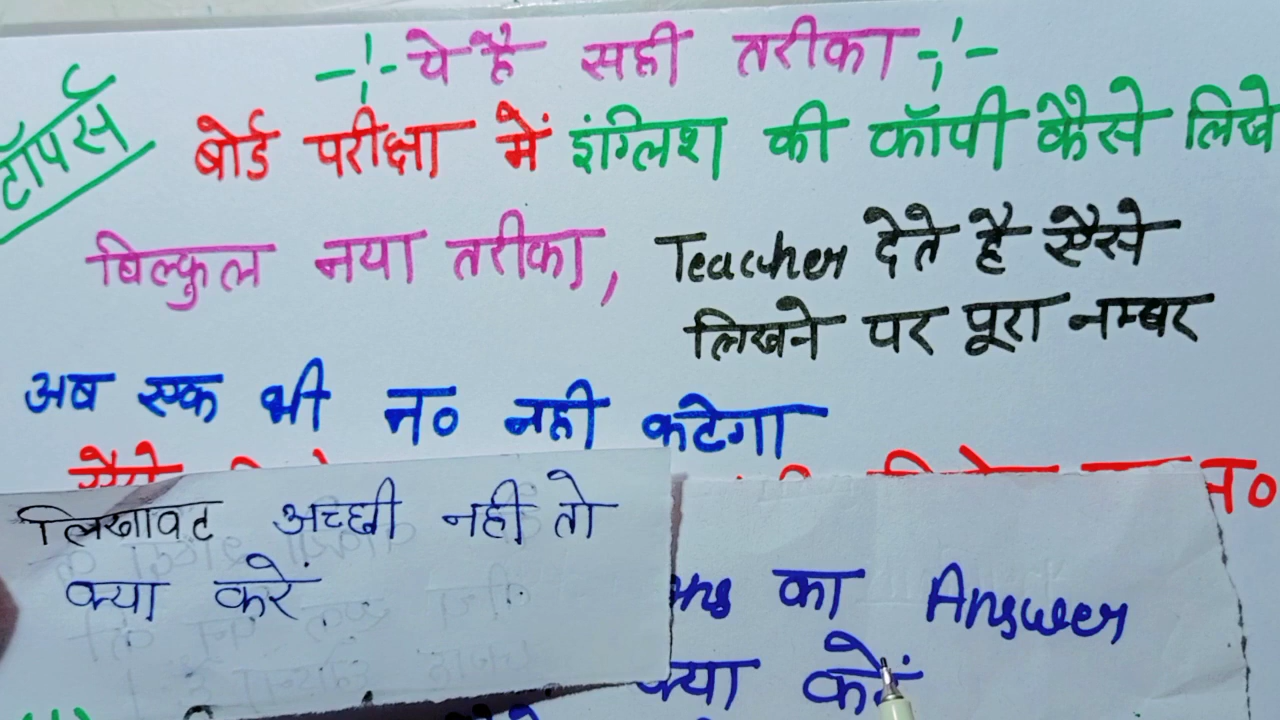 ये है सही तरीका
टॉपर्स
बोर्ड परीक्षा में इंग्लिश की कॉपी कैसे लिखे
बिल्कुल नया तरीका, Teacher देते है ऐसे
लिखने पर पूरा नम्बर
अब एक भी न० नही कटेगा
न०
लिखावट अच्छी नही तो
क्या करें
का Answer
क्या करें